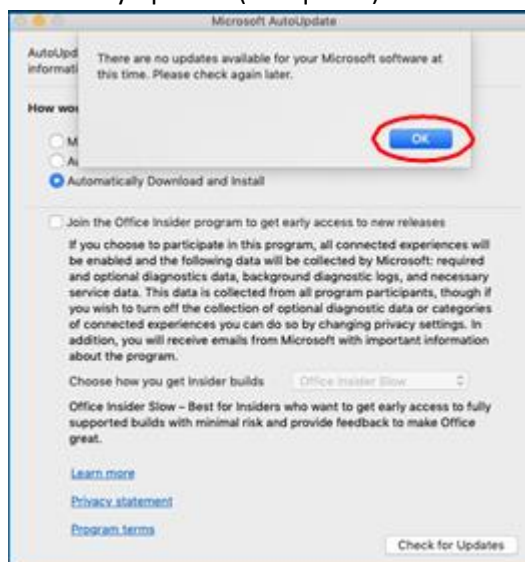 Microsoft AutoUpdate
There are no updates available for your Microsoft software at
this time. Please check again later.
OK
AutoUpd
informati
How wou
M
Au
Automatically Download and Install
Join the Office Insider program to get early access to new releases
If you choose to participate in this program, all connected experiences will
be enabled and the following data will be collected by Microsoft: required
and optional diagnostics data, background diagnostic logs, and necessary
service data. This data is collected from all program participants, though if
you wish to turn off the collection of optional diagnostic data or categories
of connected experiences you can do so by changing privacy settings. In
addition, you will receive emails from Microsoft with important information
about the program.
Choose how you get Insider builds Office Insider Slow
Office Insider Slow – Best for Insiders who want to get early access to fully
supported builds with minimal risk and provide feedback to make Office
great.
Learn more
Privacy statement
Program terms
Check for Updates